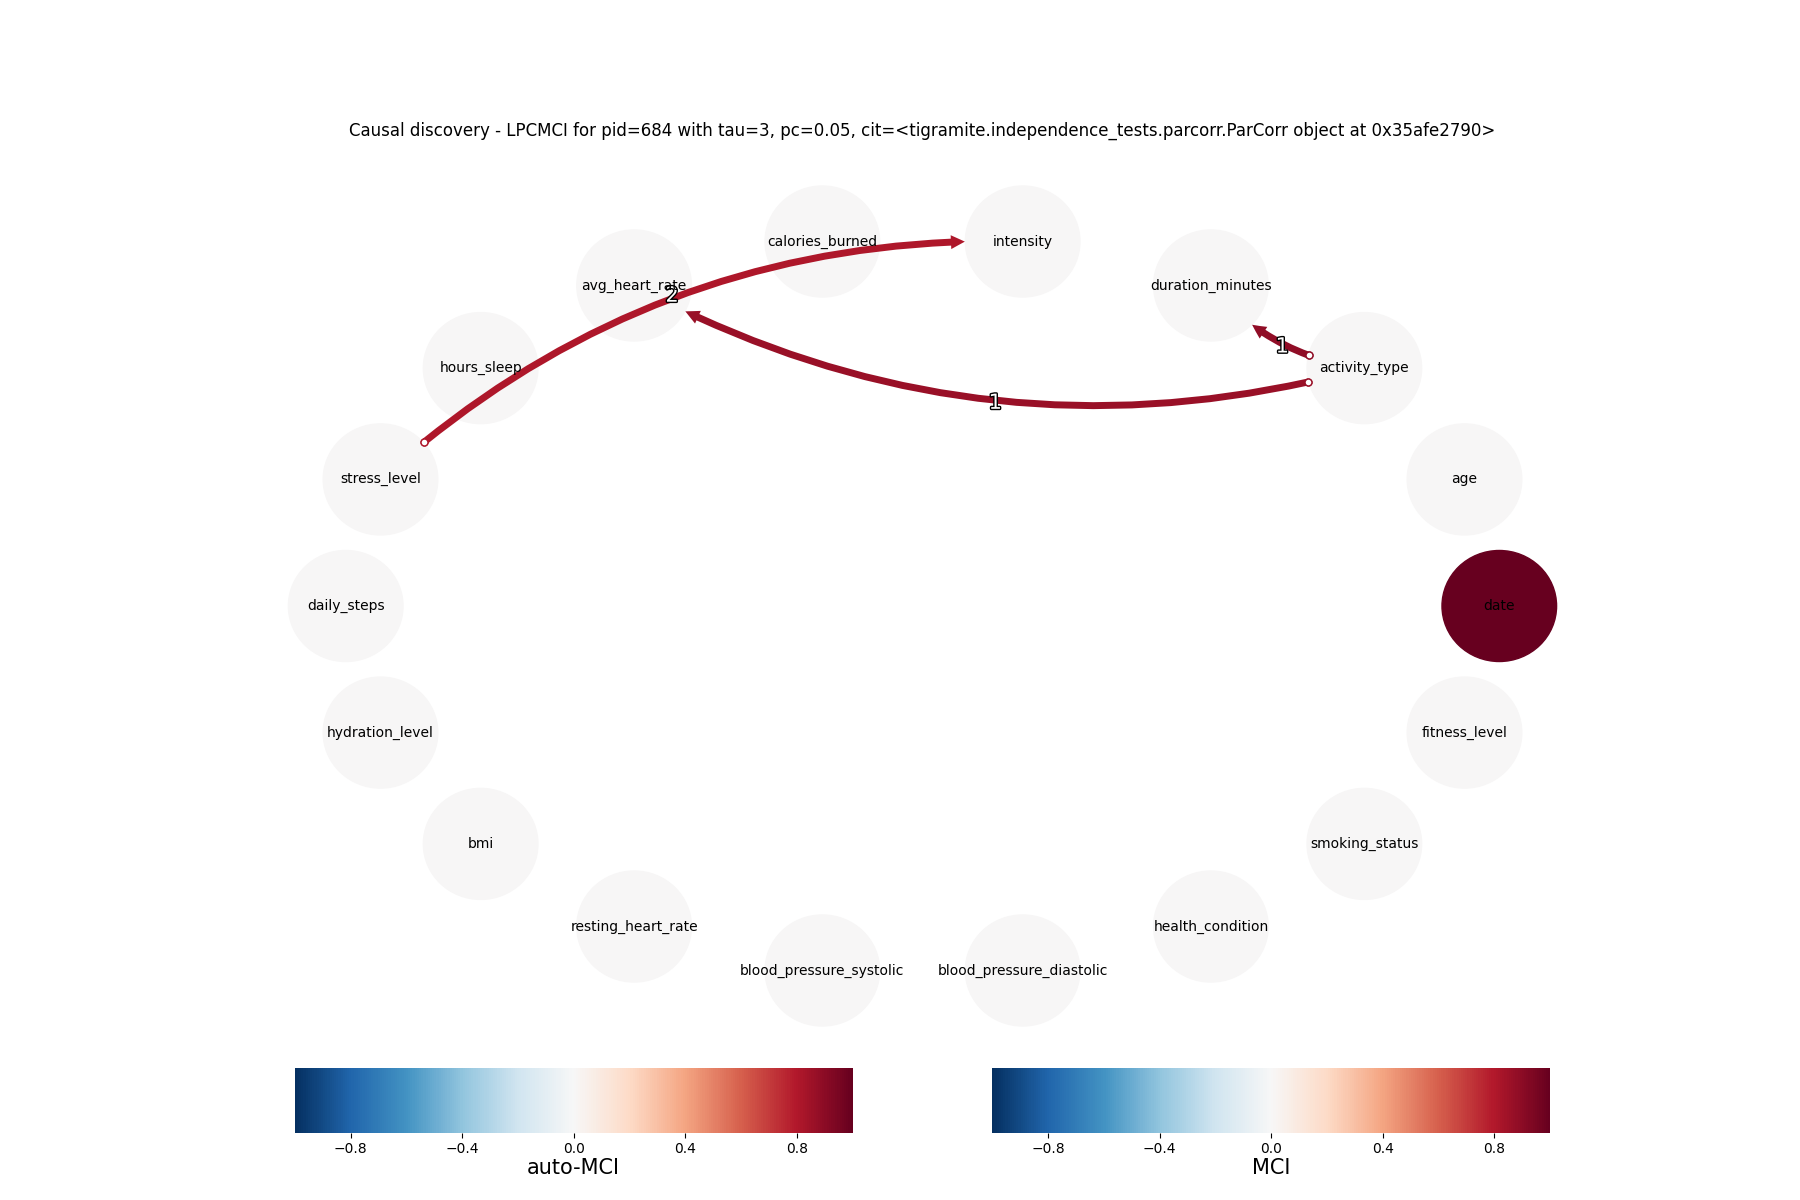 Causal discovery - LPCMCI for pid=684 with tau=3, pc=0.05, cit=<tigramite.independence_tests.parcorr.ParCorr object at 0x35afe2790>
calories_burned
intensity
avg_heart_rate
2
duration_minutes
1
hours_sleep
activity_type
1
stress_level
age
daily_steps
date
hydration_level
fitness_level
bmi
smoking_status
resting_heart_rate
health_condition
blood_pressure_systolic
blood_pressure_diastolic
−0.8 −0.4 0.0 0.4 0.8
auto-MCI
−0.8 −0.4 0.0 0.4 0.8
MCI